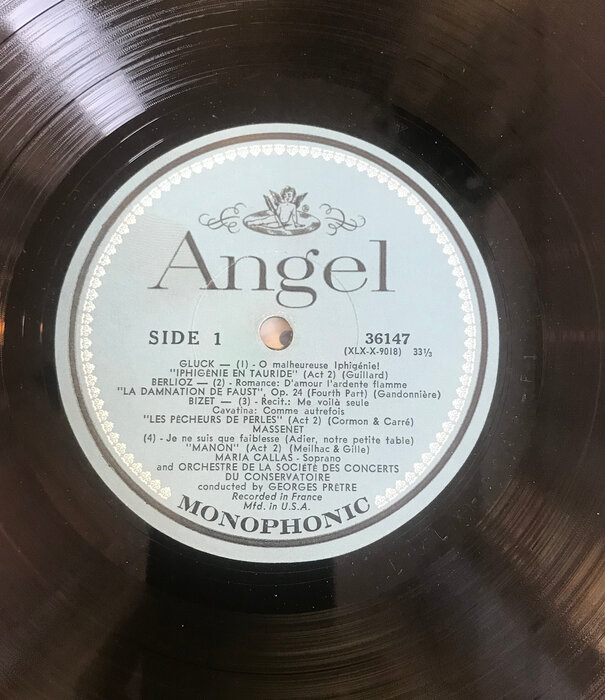 Angel
SIDE 1
36147
(XLX-X-9018) 33⅓
GLUCK — (1) - O malheureuse Iphigénie!
"IPHIGENIE EN TAURIDE" (Act 2) (Guillard)
BERLIOZ — (2) - Romance: D'amour l'ardente flamme
"LA DAMNATION DE FAUST", Op. 24 (Fourth Part) (Gandonnière)
BIZET — (3) - Recit.: Me voilà seule
Cavatina: Comme autrefois
"LES PÊCHEURS DE PERLES" (Act 2) (Cormon & Carré)
MASSENET
(4) - Je ne suis que faiblesse (Adier, notre petite table)
"MANON" (Act 2) (Meilhac & Gille)
MARIA CALLAS - Soprano
and ORCHESTRE DE LA SOCIÉTÉ DES CONCERTS
DU CONSERVATOIRE
conducted by GEORGES PRÊTRE
Recorded in France
Mfd. in U.S.A.
MONOPHONIC